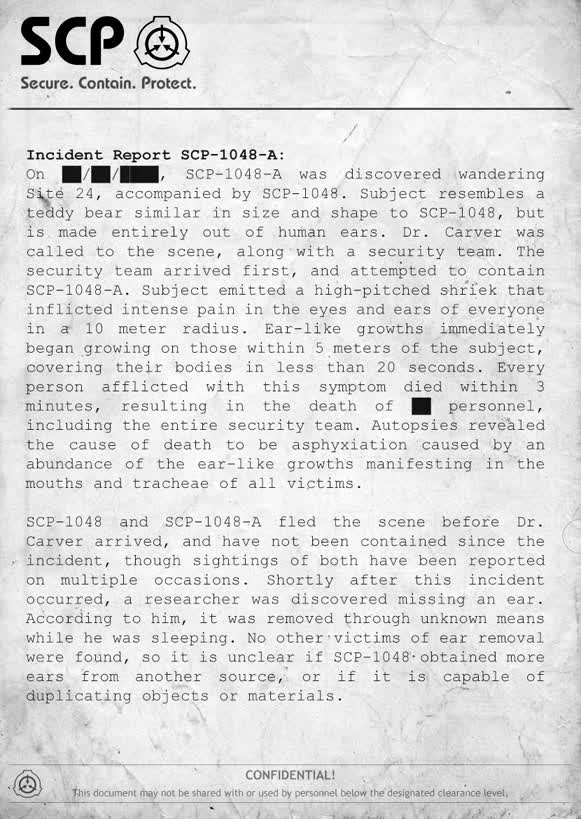 SCP
Secure. Contain. Protect.
Incident Report SCP-1048-A:
On ██/██/████, SCP-1048-A was discovered wandering
Site 24, accompanied by SCP-1048. Subject resembles a
teddy bear similar in size and shape to SCP-1048, but
is made entirely out of human ears. Dr. Carver was
called to the scene, along with a security team. The
security team arrived first, and attempted to contain
SCP-1048-A. Subject emitted a high-pitched shriek that
inflicted intense pain in the eyes and ears of everyone
in a 10 meter radius. Ear-like growths immediately
began growing on those within 5 meters of the subject,
covering their bodies in less than 20 seconds. Every
person afflicted with this symptom died within 3
minutes, resulting in the death of ██ personnel,
including the entire security team. Autopsies revealed
the cause of death to be asphyxiation caused by an
abundance of the ear-like growths manifesting in the
mouths and tracheae of all victims.
SCP-1048 and SCP-1048-A fled the scene before Dr.
Carver arrived, and have not been contained since the
incident, though sightings of both have been reported
on multiple occasions. Shortly after this incident
occurred, a researcher was discovered missing an ear.
According to him, it was removed through unknown means
while he was sleeping. No other victims of ear removal
were found, so it is unclear if SCP-1048 obtained more
ears from another source, or if it is capable of
duplicating objects or materials.
CONFIDENTIAL!
This document may not be shared with or used by personnel below the designated clearance level.